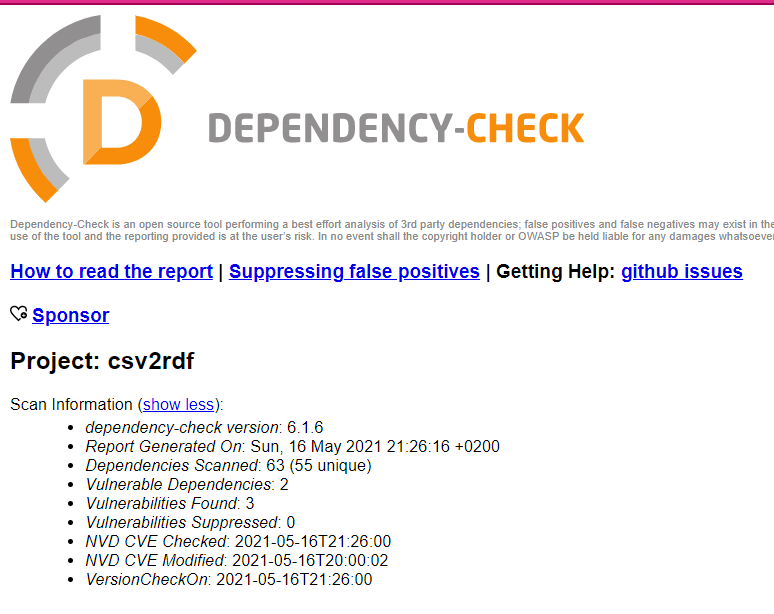 DEPENDENCY-CHECK
Dependency-Check is an open source tool performing a best effort analysis of 3rd party dependencies; false positives and false negatives may exist in the
use of the tool and the reporting provided is at the user's risk. In no event shall the copyright holder or OWASP be held liable for any damages whatsoever
How to read the report | Suppressing false positives | Getting Help: github issues
Sponsor
Project: csv2rdf
Scan Information (show less):
• dependency-check version: 6.1.6
• Report Generated On: Sun, 16 May 2021 21:26:16 +0200
• Dependencies Scanned: 63 (55 unique)
• Vulnerable Dependencies: 2
• Vulnerabilities Found: 3
• Vulnerabilities Suppressed: 0
• NVD CVE Checked: 2021-05-16T21:26:00
• NVD CVE Modified: 2021-05-16T20:00:02
• VersionCheckOn: 2021-05-16T21:26:00